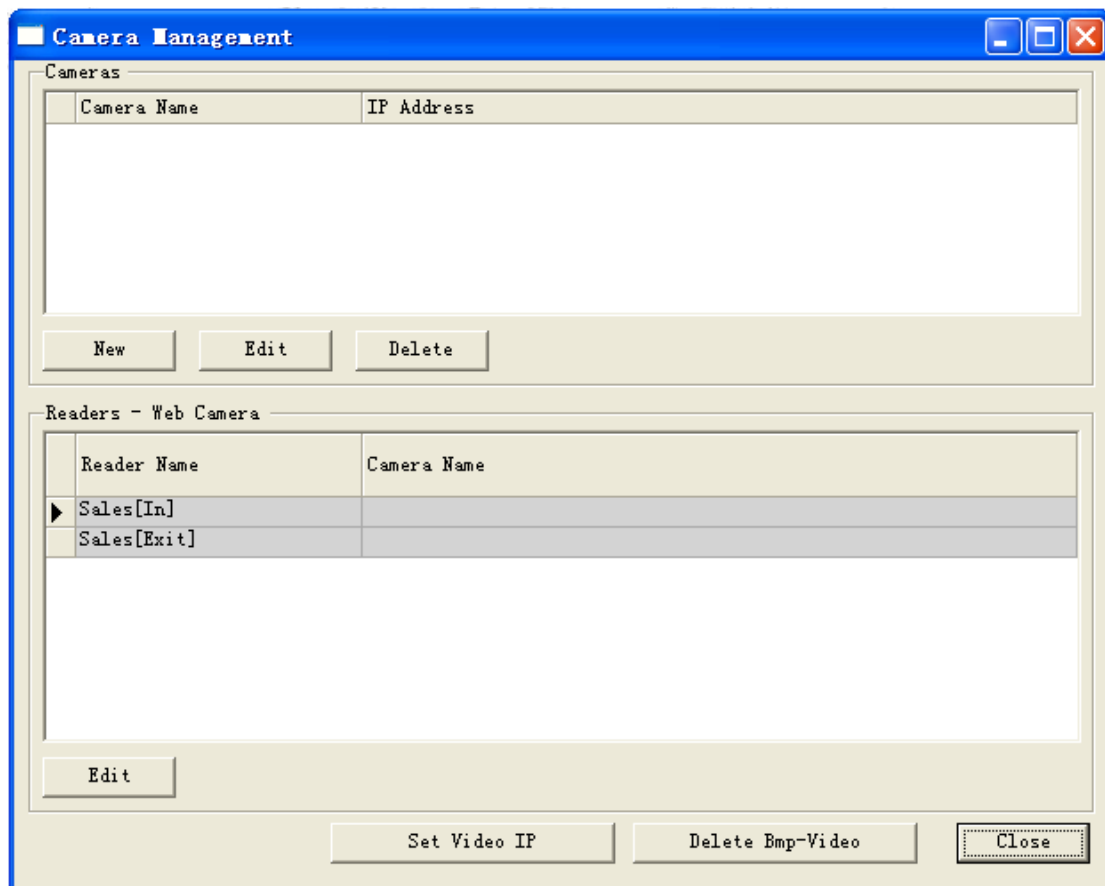 Camera Management
Cameras
Camera Name IP Address
New Edit Delete
Readers - Web Camera
Reader Name Camera Name
Sales[In]
Sales[Exit]
Edit
Set Video IP Delete Bmp-Video Close